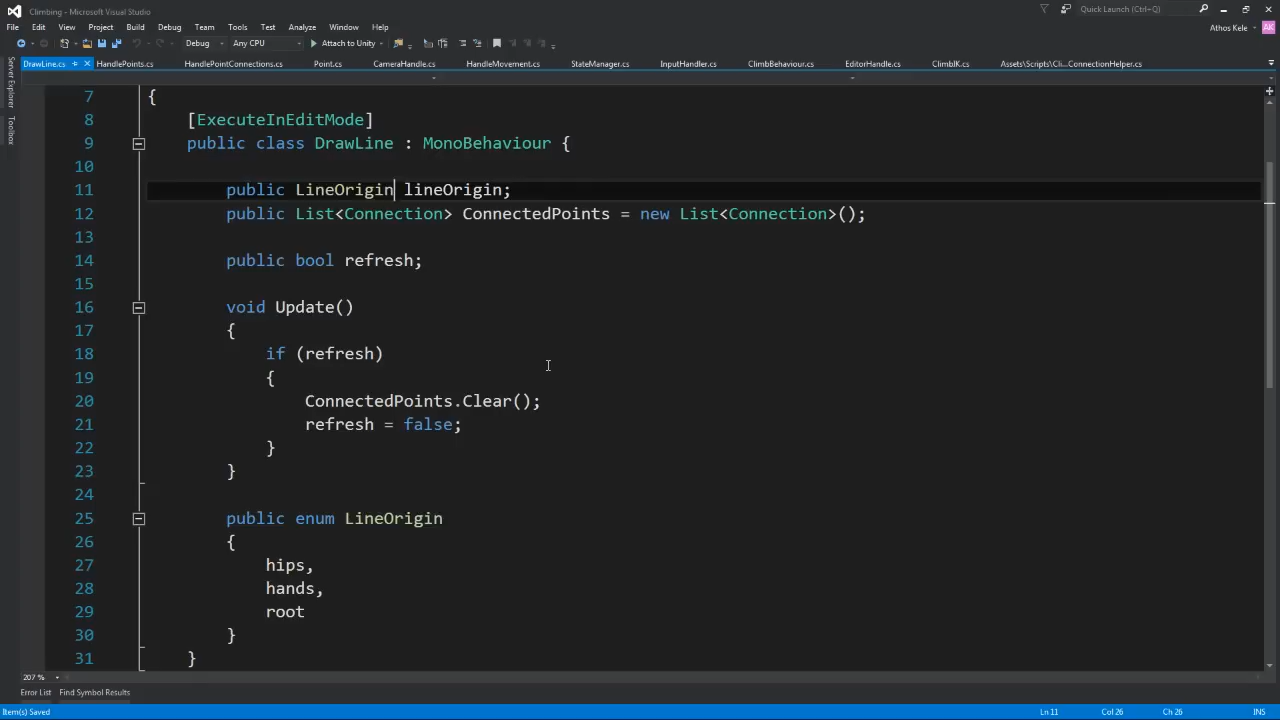 Climbing - Microsoft Visual Studio
Quick Launch (Ctrl+Q)
File Edit View Project Build Debug Team Tools Test Analyze Window Help
Athos Kele AK
Debug Any CPU Attach to Unity
DrawLine.cs HandlePoints.cs HandlePointConnections.cs Point.cs CameraHandle.cs HandleMovement.cs StateManager.cs InputHandler.cs ClimbBehaviour.cs EditorHandle.cs ClimbIK.cs Assets\Scripts\Cli...ConnectionHelper.cs
Server Explorer
Toolbox
7 {
8 [ExecuteInEditMode]
9 public class DrawLine : MonoBehaviour {
10
11 public LineOrigin lineOrigin;
12 public List<Connection> ConnectedPoints = new List<Connection>();
13
14 public bool refresh;
15
16 void Update()
17 {
18 if (refresh)
19 {
20 ConnectedPoints.Clear();
21 refresh = false;
22 }
23 }
24
25 public enum LineOrigin
26 {
27 hips,
28 hands,
29 root
30 }
31 }
207 %
Error List Find Symbol Results
Item(s) Saved Ln 11 Col 26 Ch 26 INS